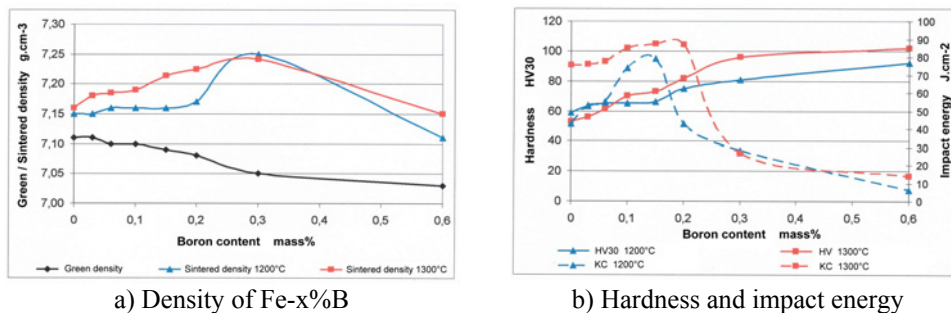 7,30
7,25
7,20
7,15
7,10
7,05
7,00
Green / Sintered density g.cm-3
0 0,1 0,2 0,3 0,4 0,5 0,6
Boron content mass%
Green density Sintered density 1200°C Sintered density 1300°C
a) Density of Fe-x%B
120
100
80
60
40
20
0
Hardness HV30
100
90
80
70
60
50
40
30
20
10
0
Impact energy J.cm-2
0 0,1 0,2 0,3 0,4 0,5 0,6
Boron content mass%
HV30 1200°C HV 1300°C
KC 1200°C KC 1300°C
b) Hardness and impact energy